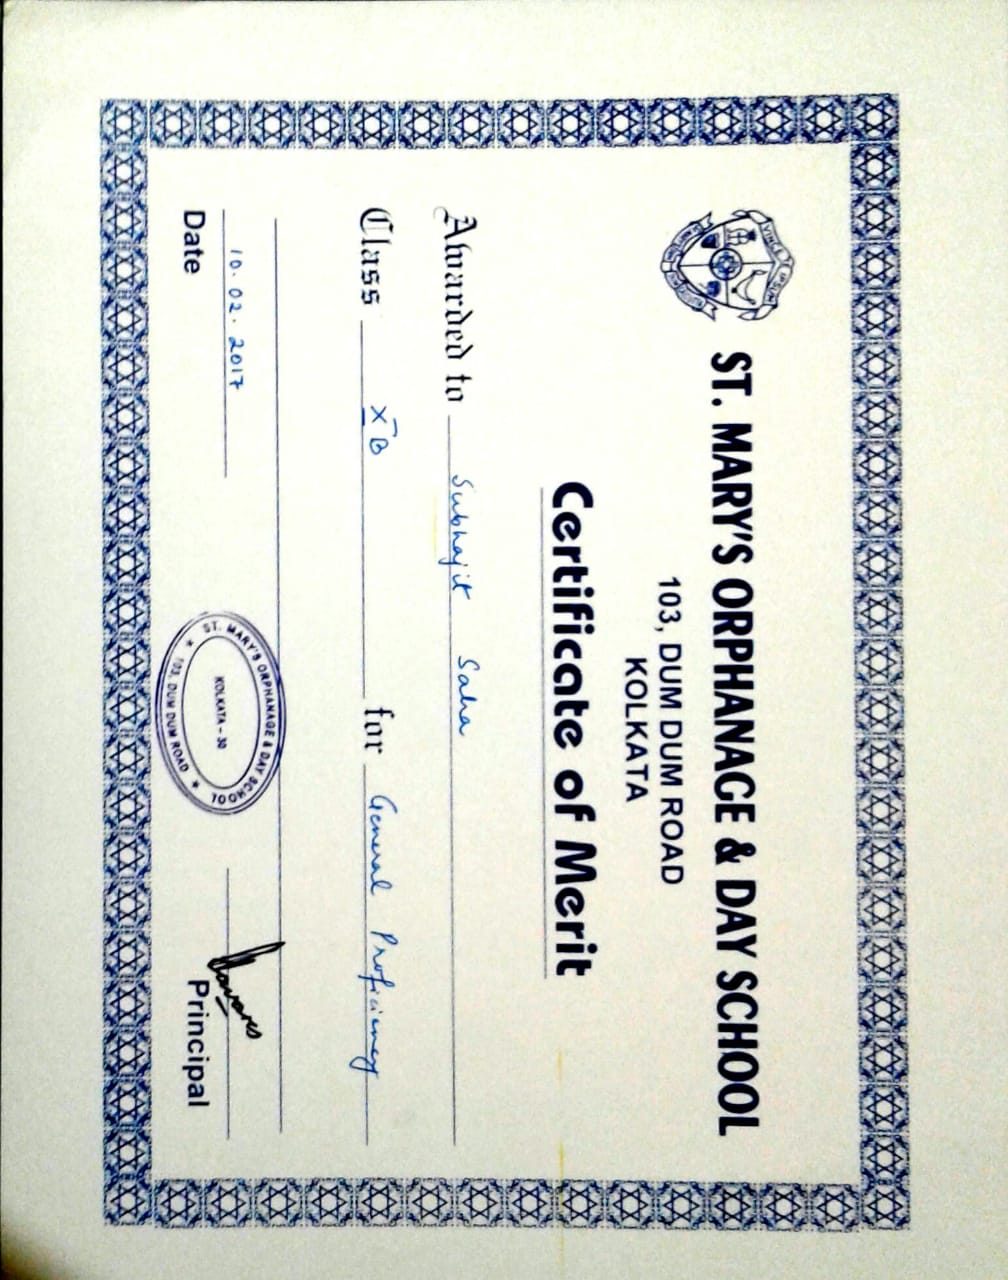 VINCE TE IPSUM
ST. MARY'S ORPHANAGE & DAY SCHOOL
103, DUM DUM ROAD
KOLKATA
Certificate of Merit
Awarded to Subhajit Saha
Class X B for General Proficiency
10.02.2017
Date
ST. MARY'S ORPHANAGE & DAY SCHOOL
KOLKATA - 30
103, DUM DUM ROAD
Principal